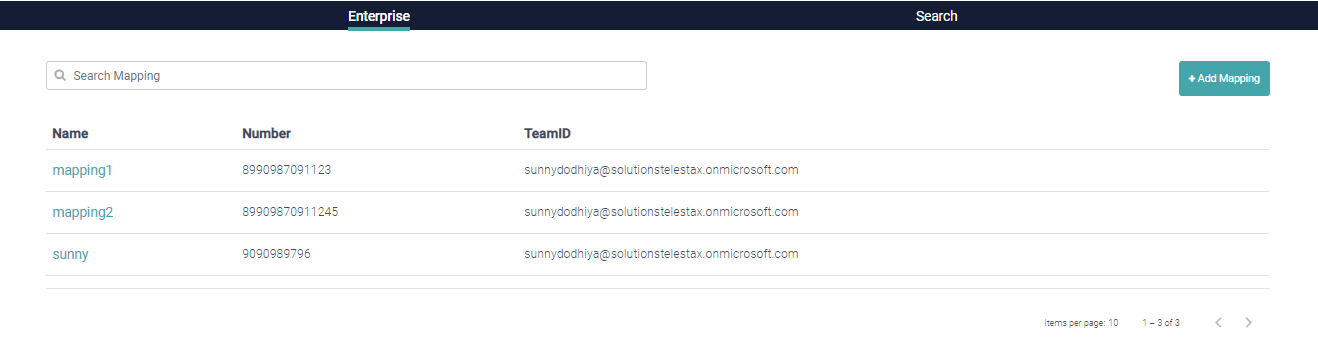 Enterprise Search
Search Mapping + Add Mapping
Name Number TeamID
mapping1 8990987091123 sunnydodhiya@solutionstelestax.onmicrosoft.com
mapping2 89909870911245 sunnydodhiya@solutionstelestax.onmicrosoft.com
sunny 9090989796 sunnydodhiya@solutionstelestax.onmicrosoft.com
Items per page: 10 1 – 3 of 3